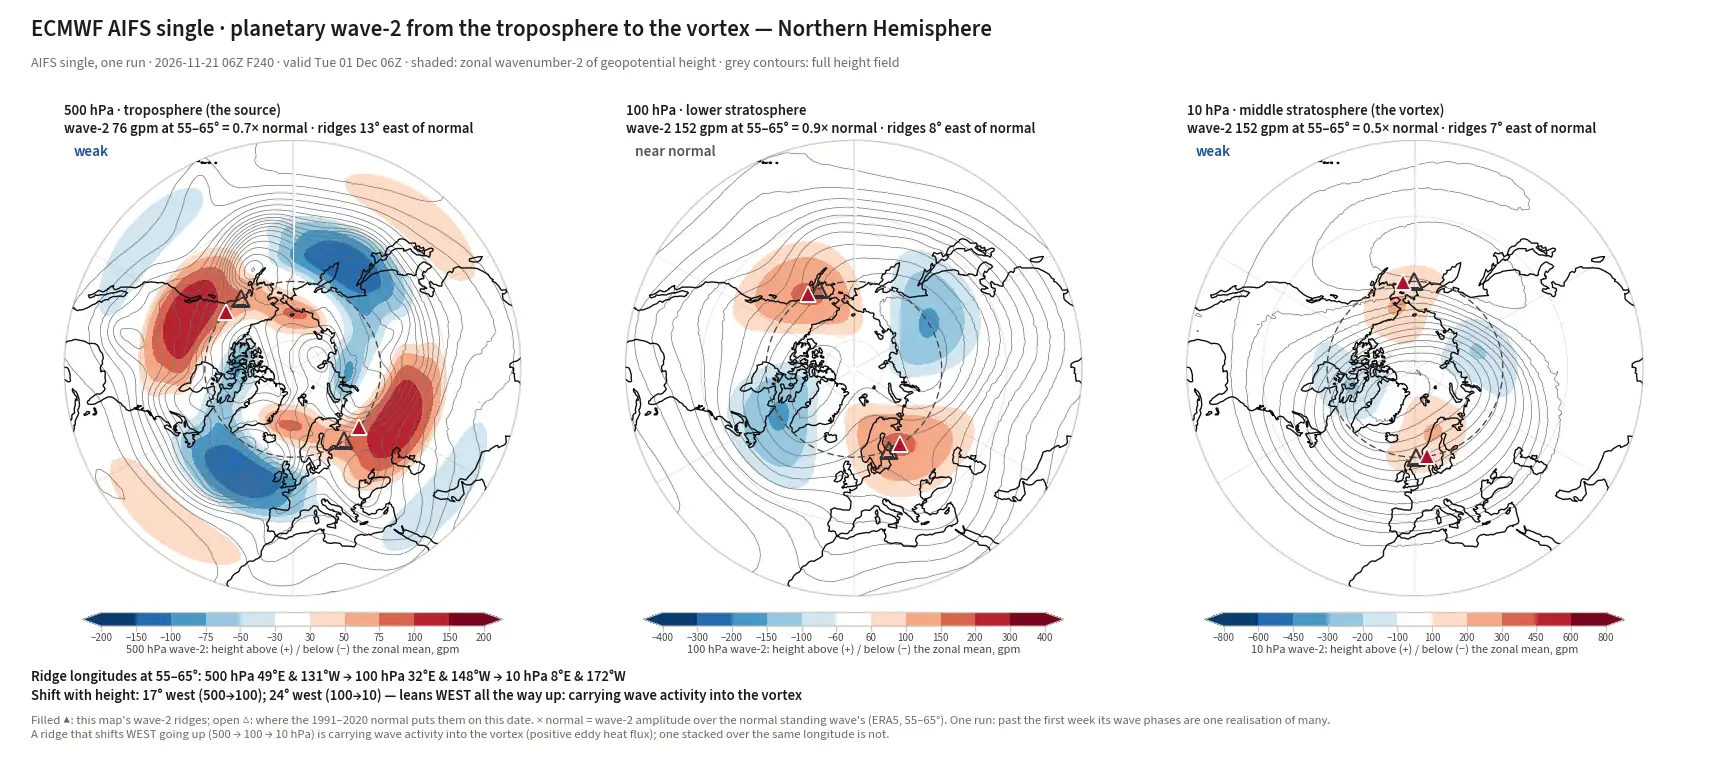 ECMWF AIFS single · planetary wave-2 from the troposphere to the vortex — Northern Hemisphere
AIFS single, one run · 2026-11-21 06Z F240 · valid Tue 01 Dec 06Z · shaded: zonal wavenumber-2 of geopotential height · grey contours: full height field
500 hPa · troposphere (the source)
wave-2 76 gpm at 55–65° = 0.7× normal · ridges 13° east of normal
weak
100 hPa · lower stratosphere
wave-2 152 gpm at 55–65° = 0.9× normal · ridges 8° east of normal
near normal
10 hPa · middle stratosphere (the vortex)
wave-2 152 gpm at 55–65° = 0.5× normal · ridges 7° east of normal
weak
−200 −150 −100 −75 −50 −30 30 50 75 100 150 200
500 hPa wave-2: height above (+) / below (−) the zonal mean, gpm
−400 −300 −200 −150 −100 −60 60 100 150 200 300 400
100 hPa wave-2: height above (+) / below (−) the zonal mean, gpm
−800 −600 −450 −300 −200 −100 100 200 300 450 600 800
10 hPa wave-2: height above (+) / below (−) the zonal mean, gpm
Ridge longitudes at 55–65°: 500 hPa 49°E & 131°W → 100 hPa 32°E & 148°W → 10 hPa 8°E & 172°W
Shift with height: 17° west (500→100); 24° west (100→10) — leans WEST all the way up: carrying wave activity into the vortex
Filled ▲: this map's wave-2 ridges; open △: where the 1991–2020 normal puts them on this date. × normal = wave-2 amplitude over the normal standing wave's (ERA5, 55–65°). One run: past the first week its wave phases are one realisation of many.
A ridge that shifts WEST going up (500 → 100 → 10 hPa) is carrying wave activity into the vortex (positive eddy heat flux); one stacked over the same longitude is not.